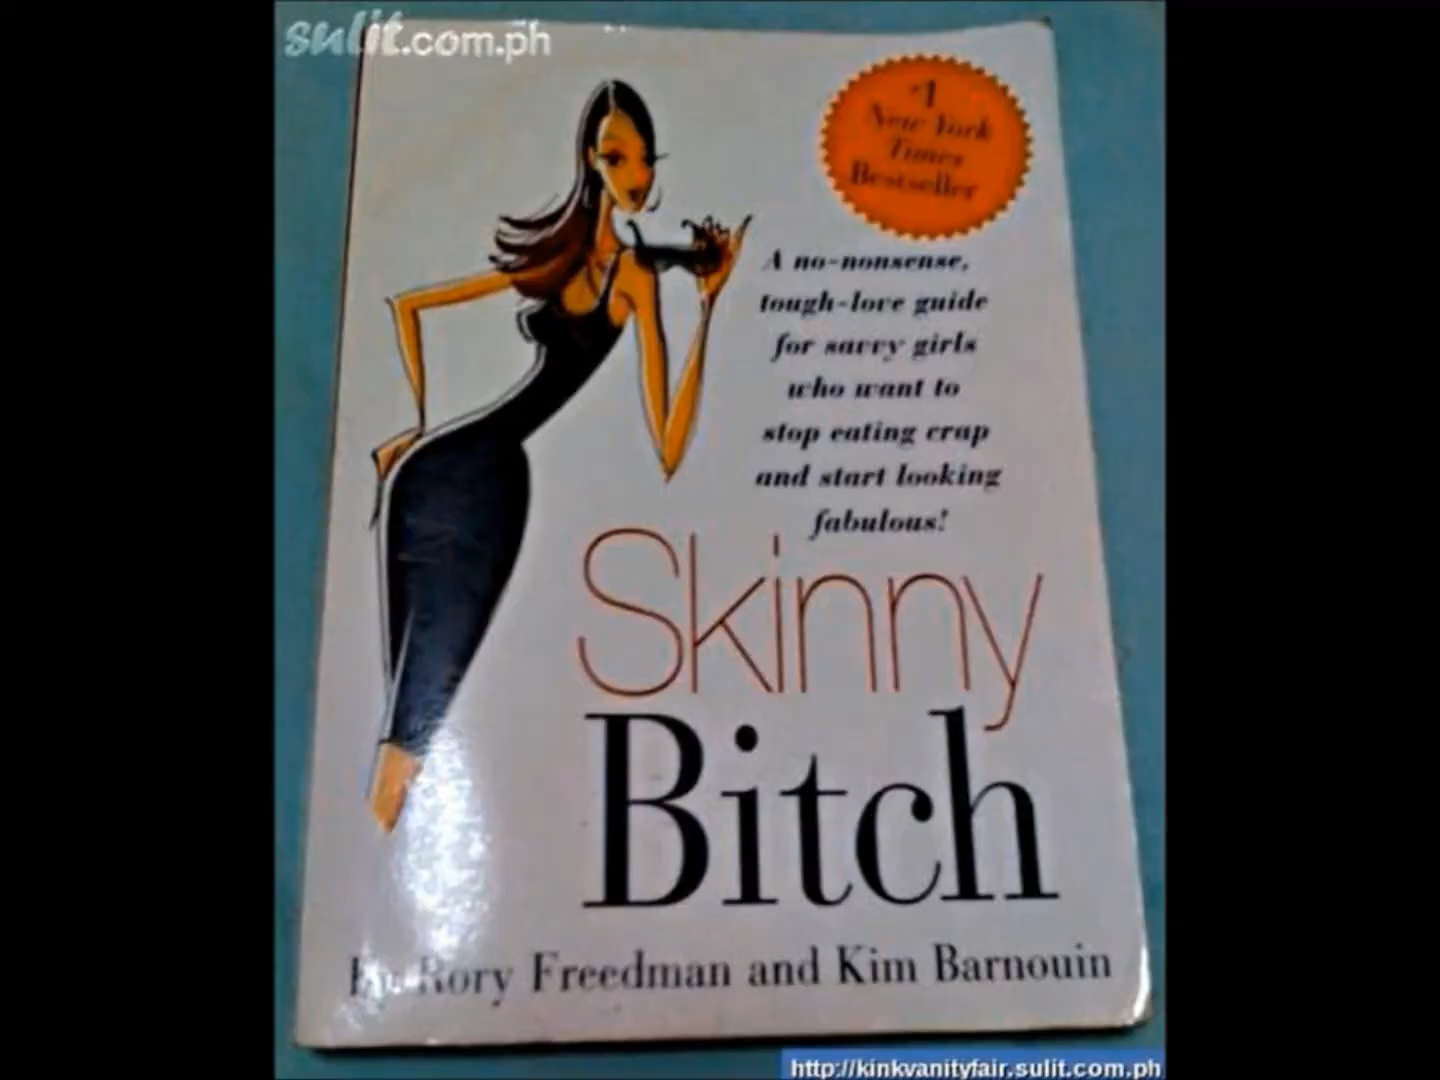 sulit.com.ph
#1
New York
Times
Bestseller
A no-nonsense,
tough-love guide
for savvy girls
who want to
stop eating crap
and start looking
fabulous!
Skinny
Bitch
by Rory Freedman and Kim Barnouin
http://kinkvanityfair.sulit.com.ph